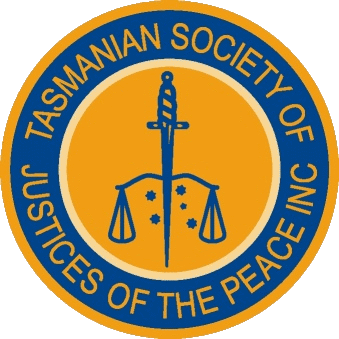 TASMANIAN SOCIETY OF
JUSTICES OF THE PEACE INC